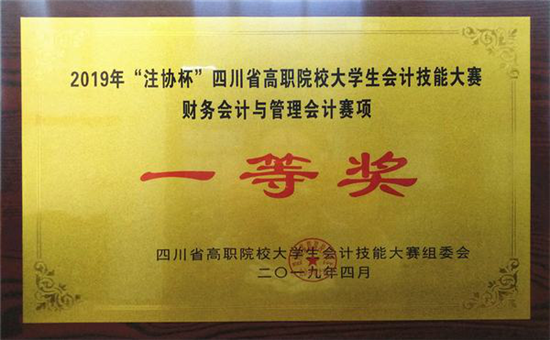 2019年“注协杯”四川省高职院校大学生会计技能大赛
财务会计与管理会计赛项
一等奖
四川省高职院校大学生会计技能大赛组委会
二〇一九年四月